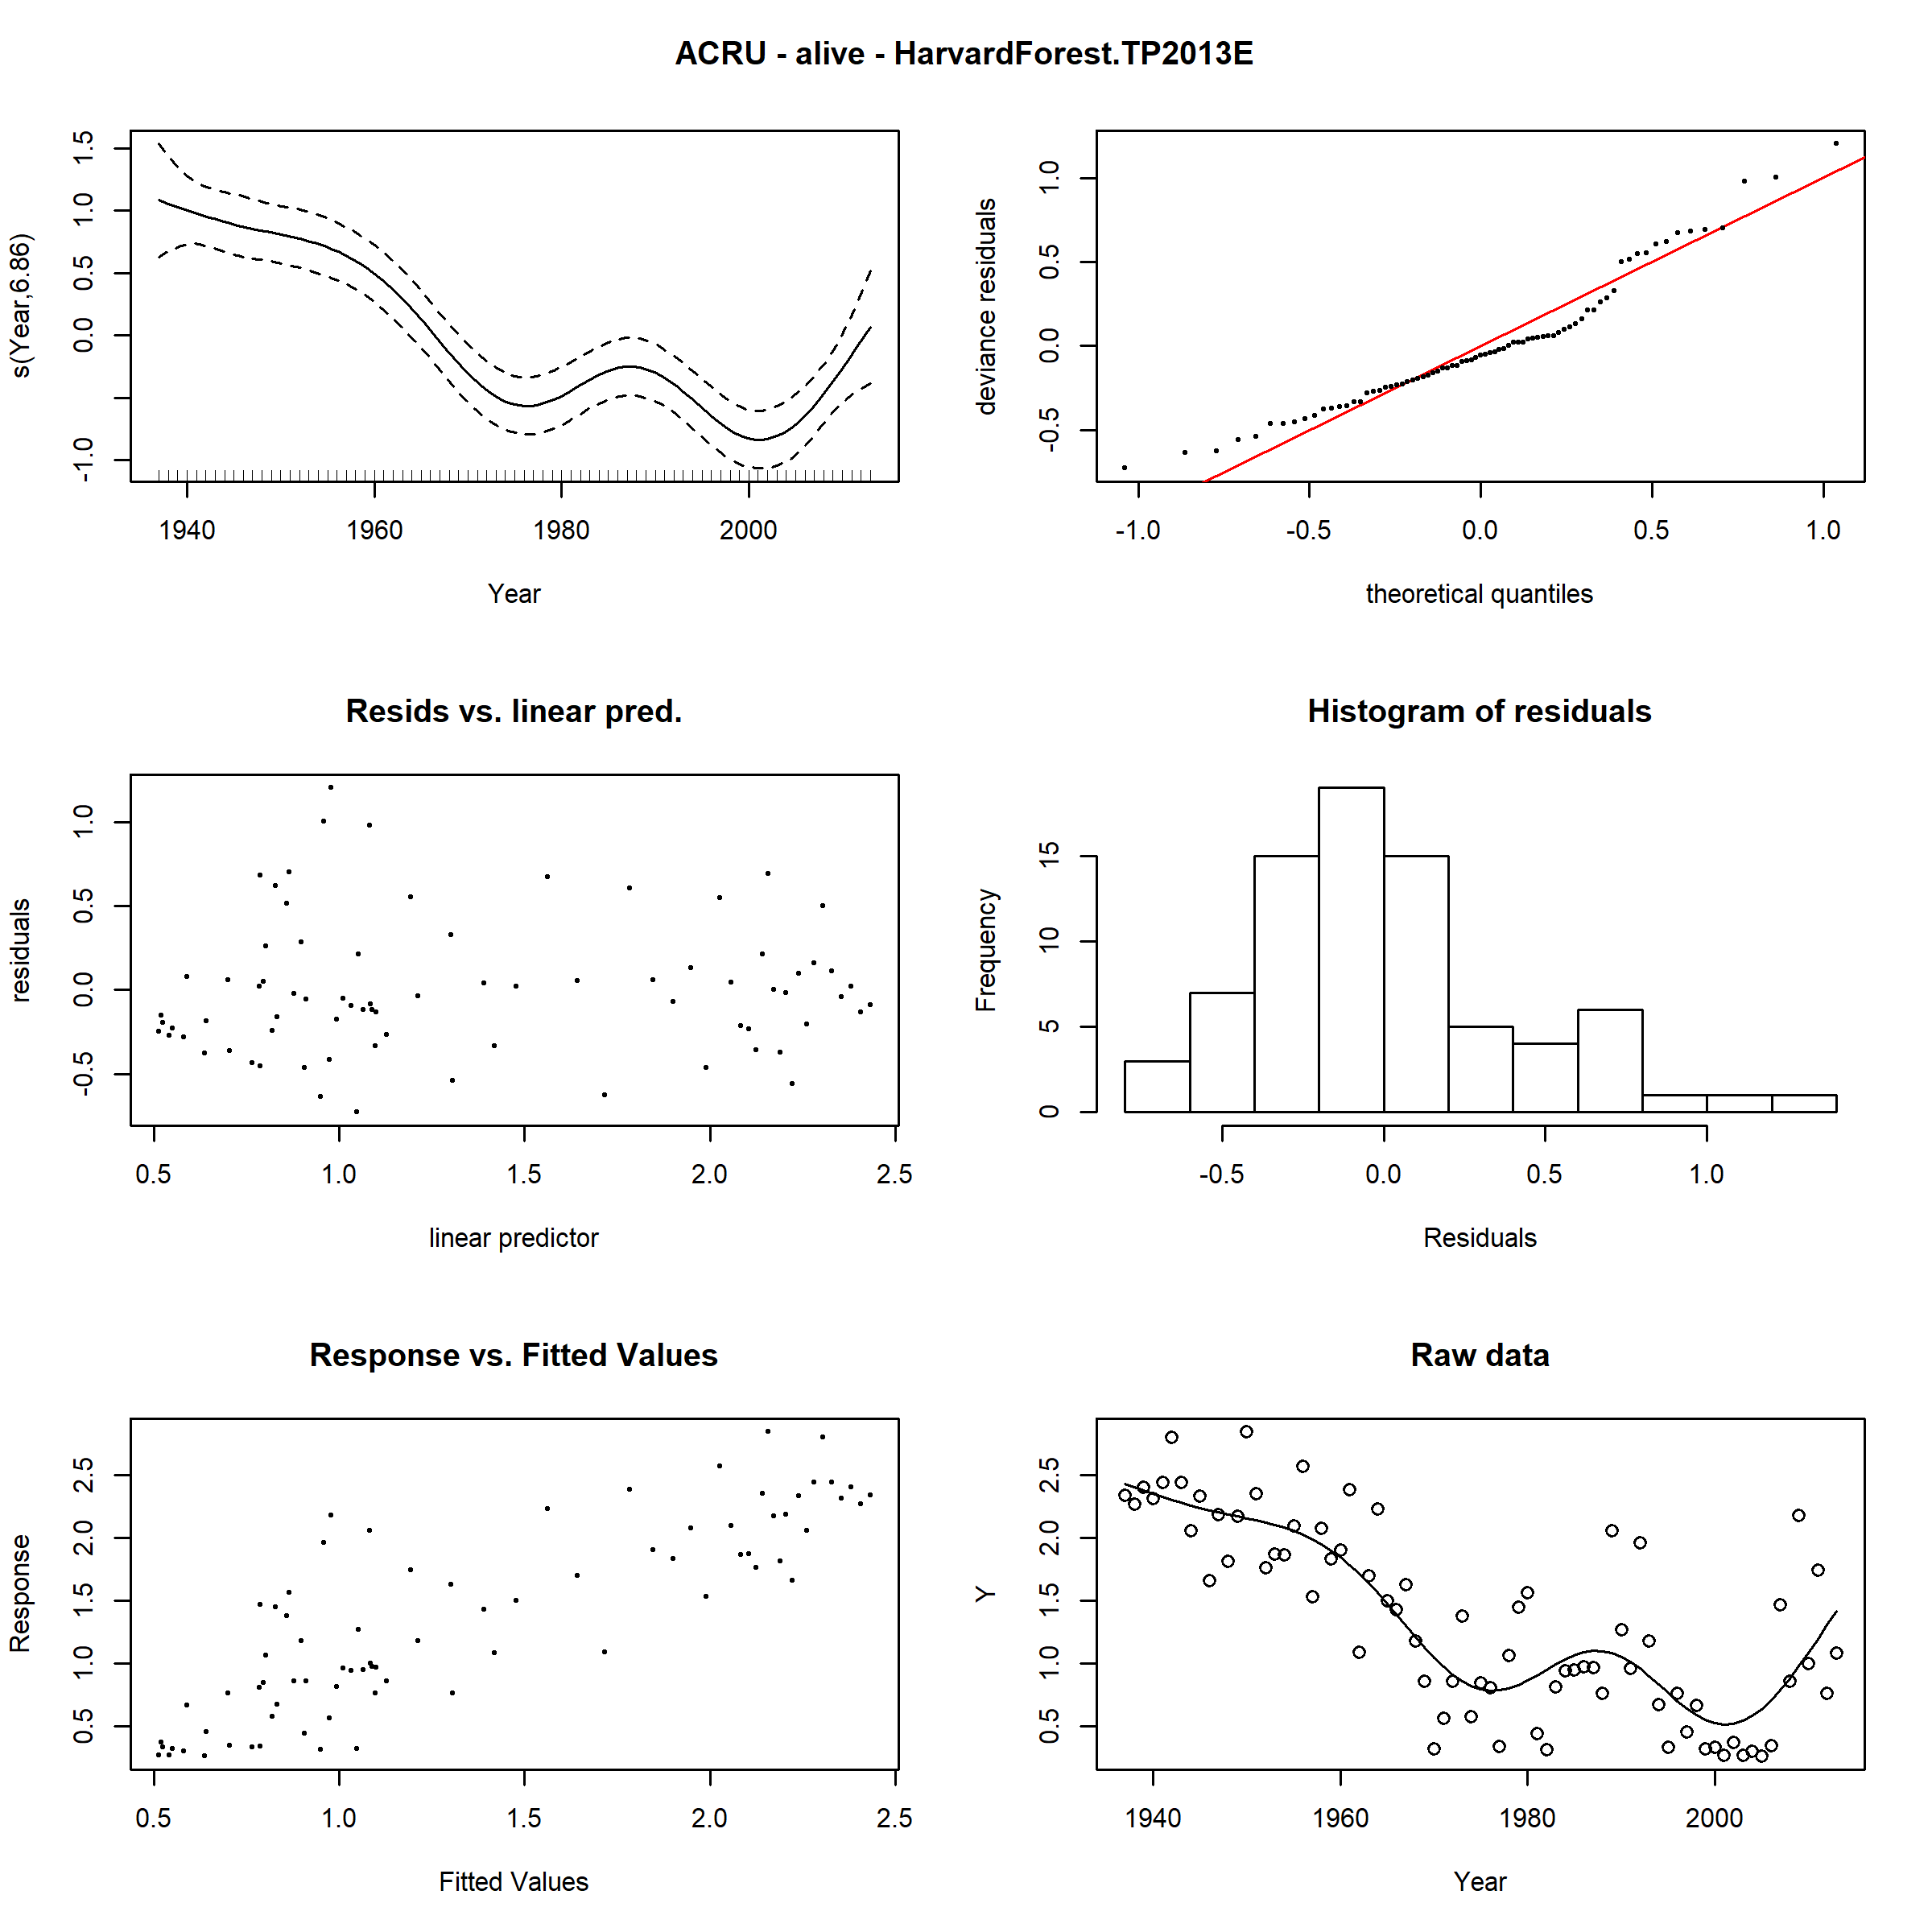 ACRU - alive - HarvardForest.TP2013E
s(Year,6.86)
-1.0 0.0 0.5 1.0 1.5
1940 1960 1980 2000
Year
deviance residuals
-0.5 0.0 0.5 1.0
-1.0 -0.5 0.0 0.5 1.0
theoretical quantiles
Resids vs. linear pred.
residuals
-0.5 0.0 0.5 1.0
0.5 1.0 1.5 2.0 2.5
linear predictor
Histogram of residuals
Frequency
0 5 10 15
-0.5 0.0 0.5 1.0
Residuals
Response vs. Fitted Values
Response
0.5 1.0 1.5 2.0 2.5
0.5 1.0 1.5 2.0 2.5
Fitted Values
Raw data
Y
0.5 1.0 1.5 2.0 2.5
1940 1960 1980 2000
Year